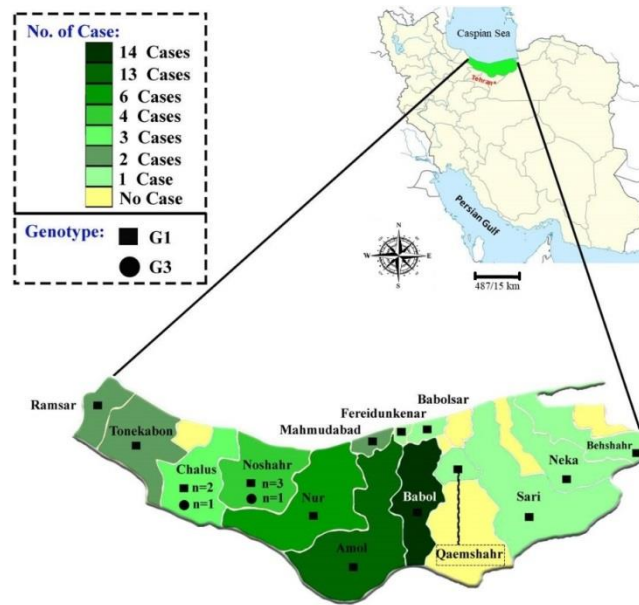 No. of Case:
14 Cases
13 Cases
6 Cases
4 Cases
3 Cases
2 Cases
1 Case
No Case
Genotype:
G1
G3
Caspian Sea
Tehran
Persian Gulf
N
W
E
S
487/15 km
Ramsar
Tonekabon
Chalus
n=2
n=1
Noshahr
n=3
n=1
Nur
Amol
Mahmudabad
Fereidunkenar
Babolsar
Babol
Qaemshahr
Sari
Neka
Behshahr